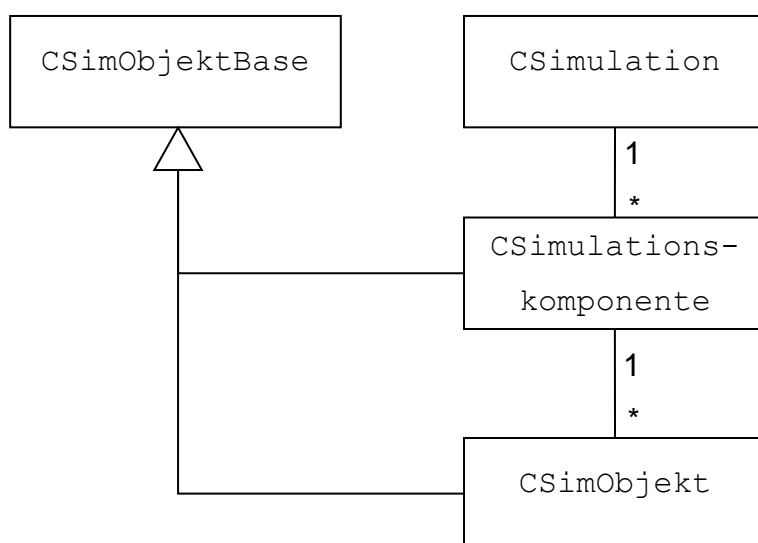 CSimObjektBase
CSimulation
1
*
CSimulations-
komponente
1
*
CSimObjekt